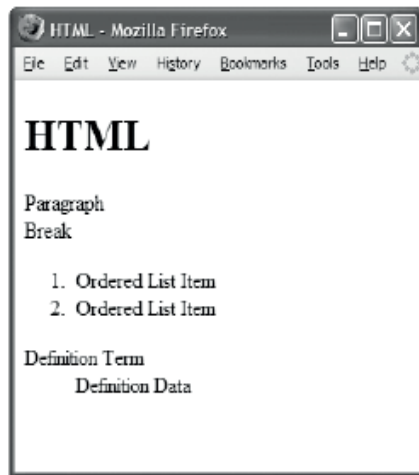 HTML - Mozilla Firefox
File Edit View History Bookmarks Tools Help
HTML
Paragraph
Break
1. Ordered List Item
2. Ordered List Item
Definition Term
Definition Data